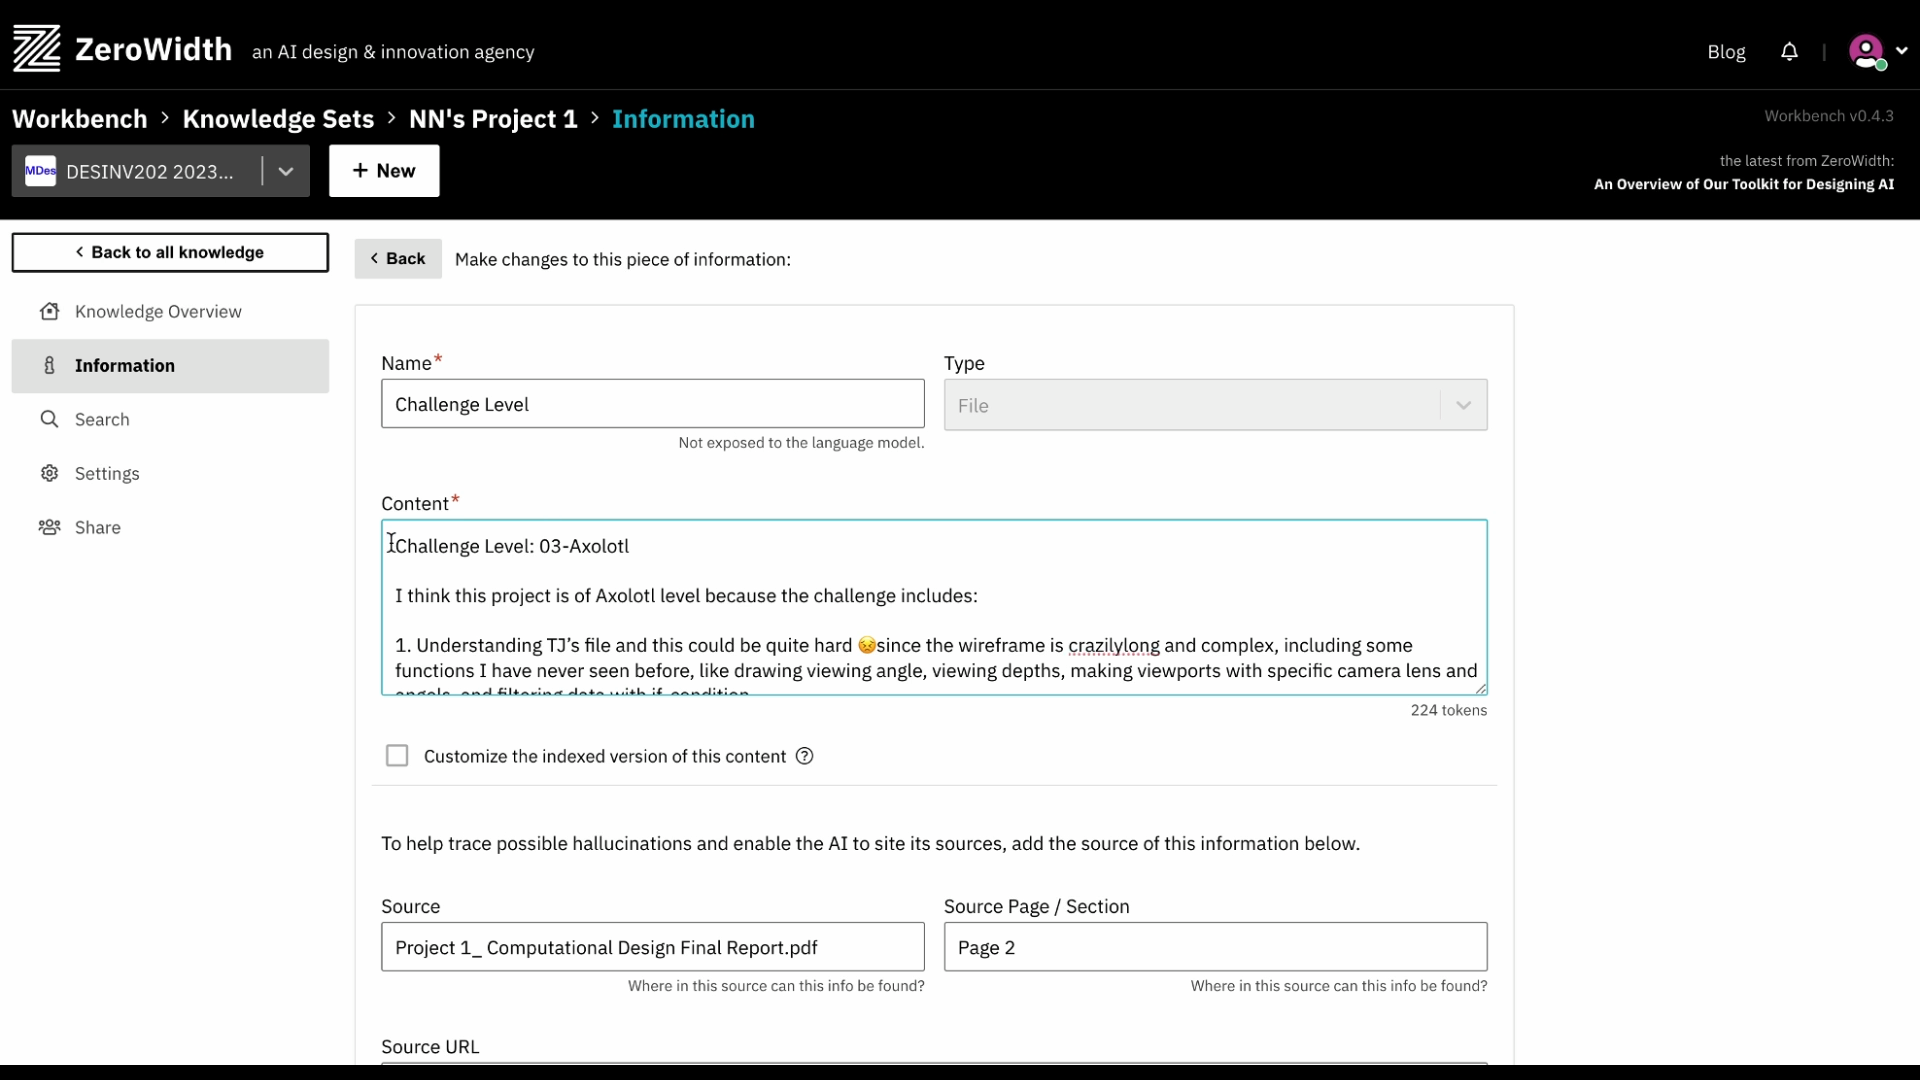 ZeroWidth an AI design & innovation agency
Blog
Workbench > Knowledge Sets > NN's Project 1 > Information
Workbench v0.4.3
MDes DESINV202 2023...
+ New
the latest from ZeroWidth:
An Overview of Our Toolkit for Designing AI
< Back to all knowledge
< Back
Make changes to this piece of information:
Knowledge Overview
Information
Search
Settings
Share
Name*
Type
Challenge Level
File
Not exposed to the language model.
Content*
Challenge Level: 03-Axolotl
I think this project is of Axolotl level because the challenge includes:
1. Understanding TJ’s file and this could be quite hard 😣since the wireframe is crazilylong and complex, including some
functions I have never seen before, like drawing viewing angle, viewing depths, making viewports with specific camera lens and
angels, and filtering data with if-condition
224 tokens
Customize the indexed version of this content
To help trace possible hallucinations and enable the AI to site its sources, add the source of this information below.
Source
Source Page / Section
Project 1_ Computational Design Final Report.pdf
Page 2
Where in this source can this info be found?
Where in this source can this info be found?
Source URL